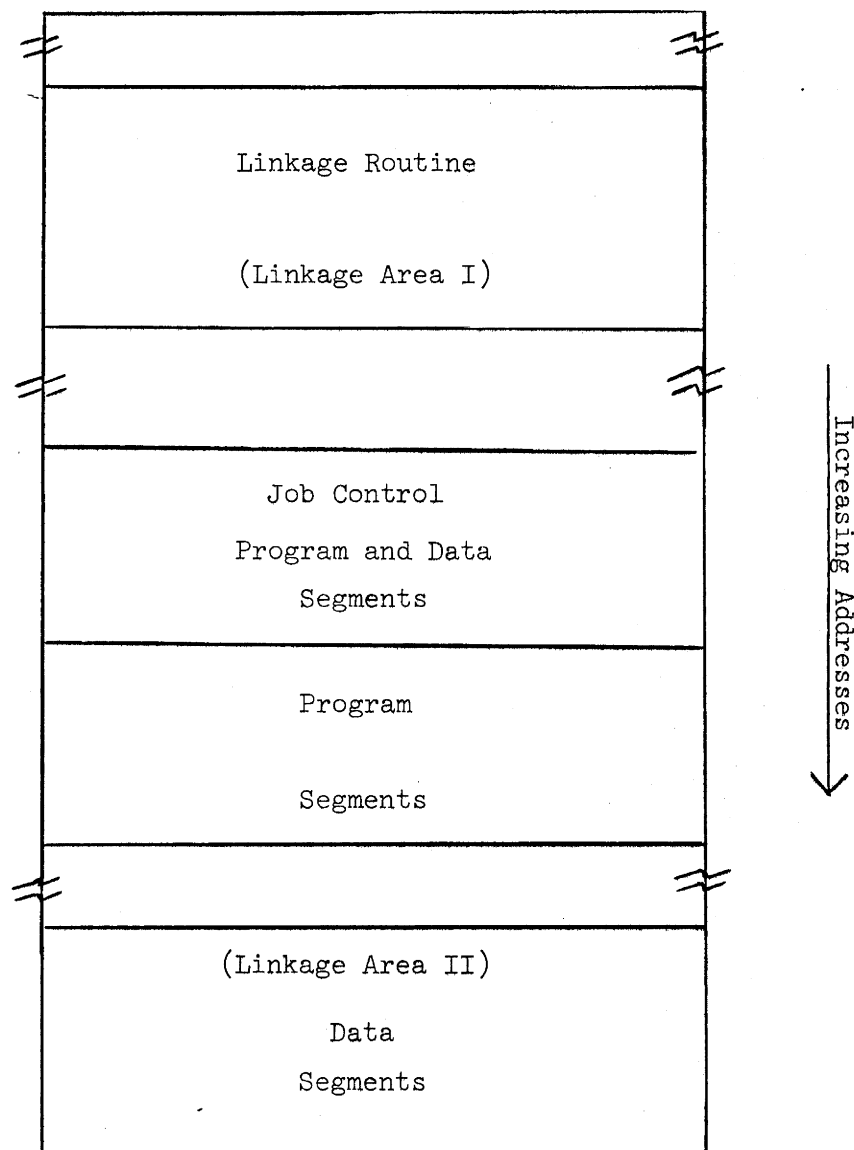 Linkage Routine
(Linkage Area I)
Job Control
Program and Data
Segments
Program
Segments
(Linkage Area II)
Data
Segments
Increasing Addresses